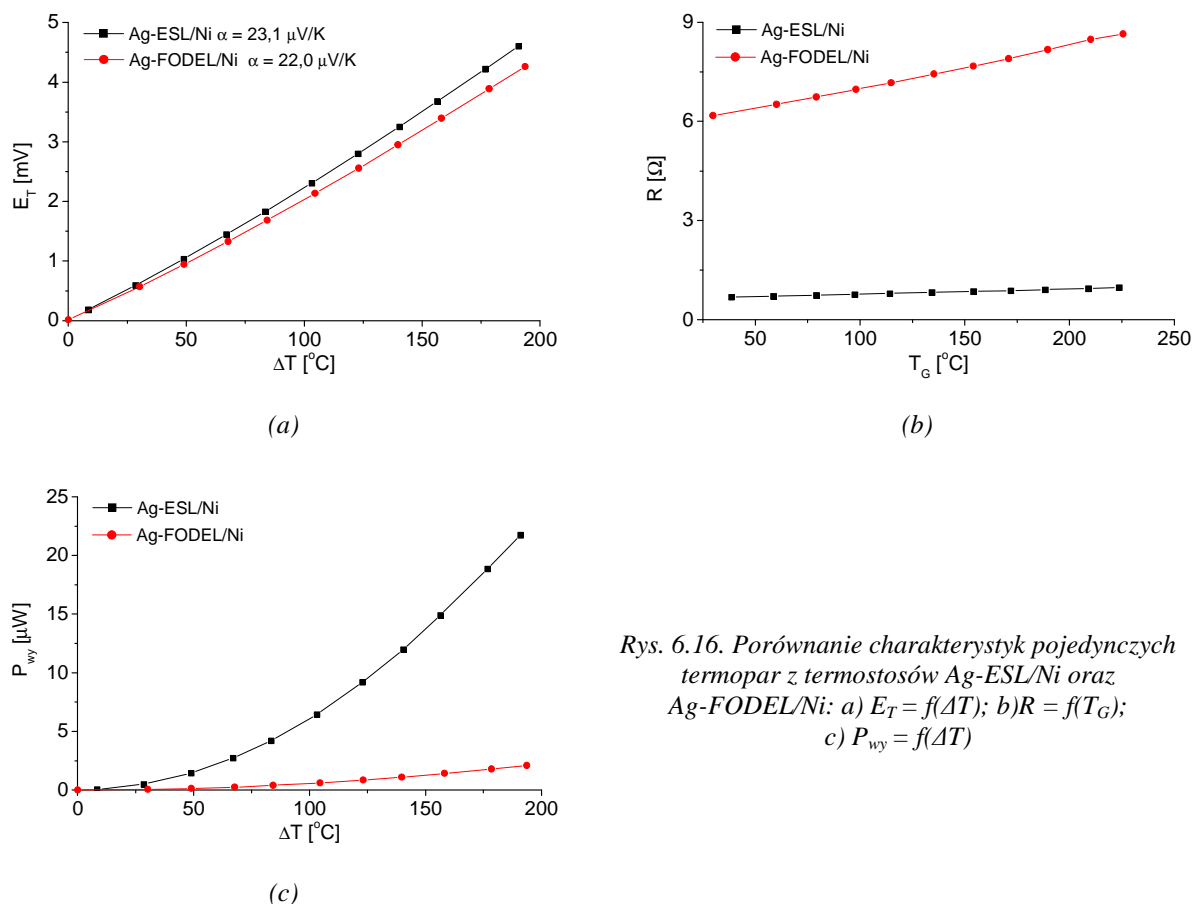 Ag-ESL/Ni α = 23,1 μV/K
Ag-FODEL/Ni α = 22,0 μV/K
5
4
3
2
1
0
E_T [mV]
0 50 100 150 200
ΔT [°C]
(a)
Ag-ESL/Ni
Ag-FODEL/Ni
9
6
3
0
R [Ω]
50 100 150 200 250
T_G [°C]
(b)
Ag-ESL/Ni
Ag-FODEL/Ni
25
20
15
10
5
0
P_wy [μW]
0 50 100 150 200
ΔT [°C]
(c)
Rys. 6.16. Porównanie charakterystyk pojedynczych
termopar z termostosów Ag-ESL/Ni oraz
Ag-FODEL/Ni: a) E_T = f(ΔT); b)R = f(T_G);
c) P_wy = f(ΔT)